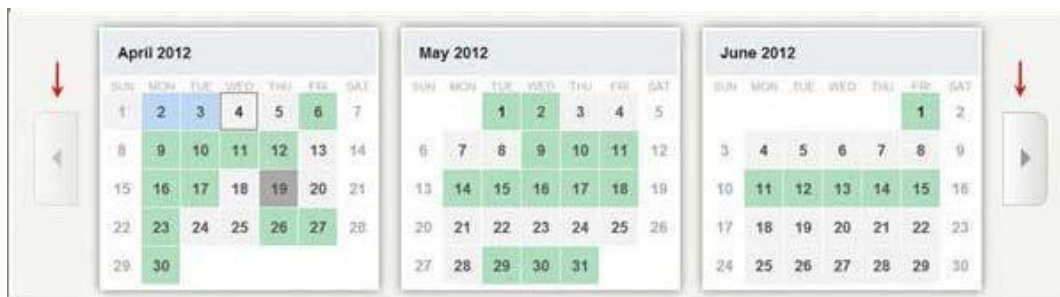 April 2012
SUN MON TUE WED THU FRI SAT
1 2 3 4 5 6 7
8 9 10 11 12 13 14
15 16 17 18 19 20 21
22 23 24 25 26 27 28
29 30
May 2012
SUN MON TUE WED THU FRI SAT
1 2 3 4 5
6 7 8 9 10 11 12
13 14 15 16 17 18 19
20 21 22 23 24 25 26
27 28 29 30 31
June 2012
SUN MON TUE WED THU FRI SAT
1 2
3 4 5 6 7 8 9
10 11 12 13 14 15 16
17 18 19 20 21 22 23
24 25 26 27 28 29 30